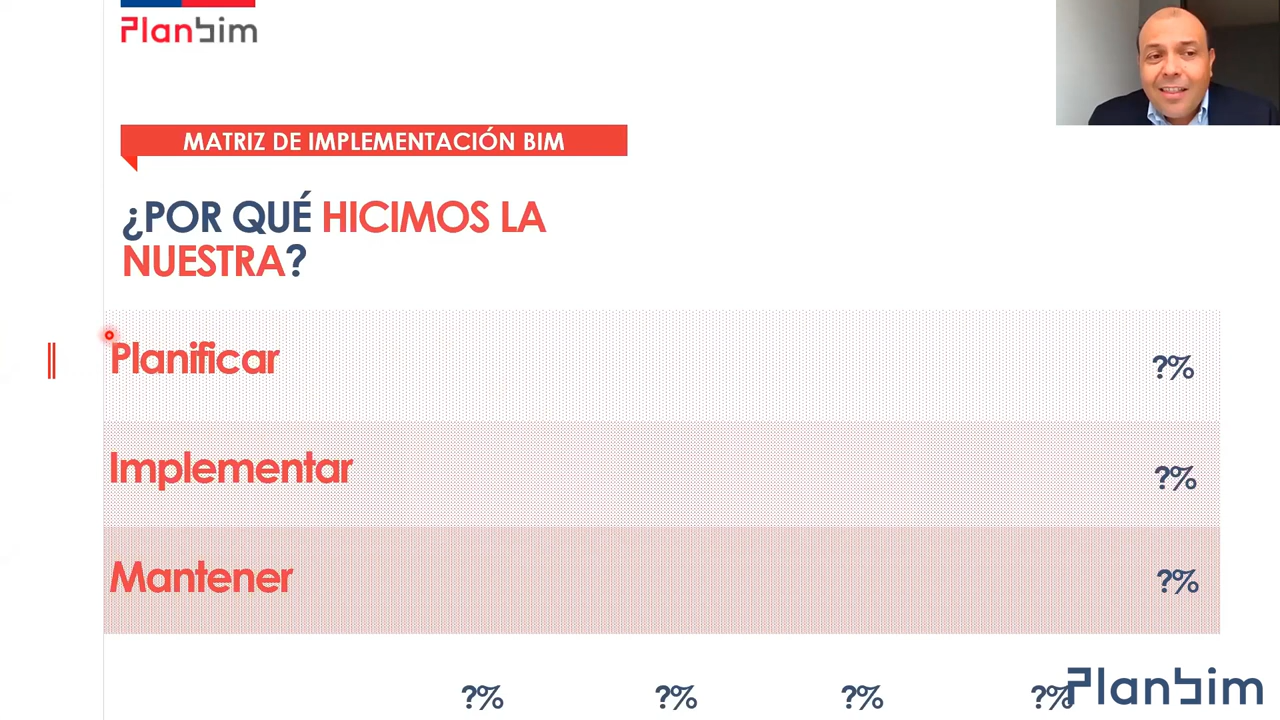 Planbim
MATRIZ DE IMPLEMENTACIÓN BIM
¿POR QUÉ HICIMOS LA
NUESTRA?
Planificar
?%
Implementar
?%
Mantener
?%
?% ?% ?% ?%
Planbim